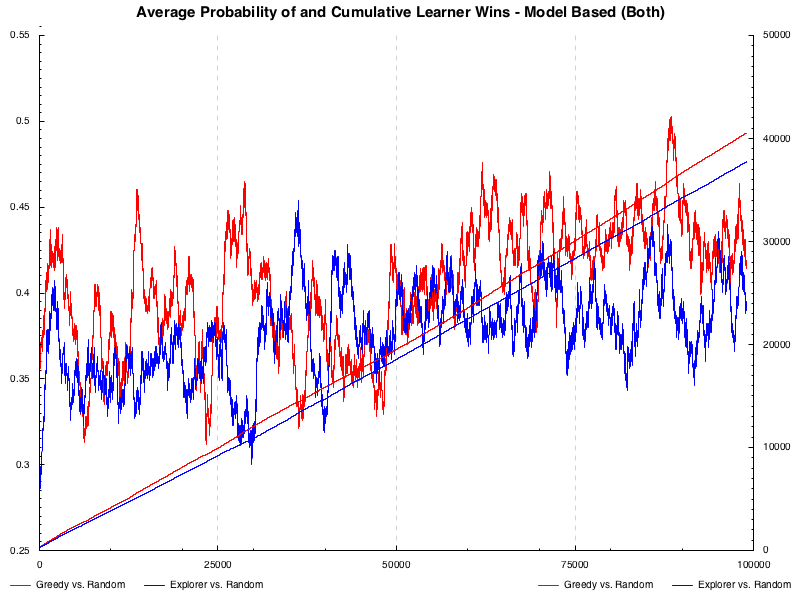 Average Probability of and Cumulative Learner Wins - Model Based (Both)
0.55 50000
0.5 40000
0.45 30000
0.4 20000
0.35 10000
0.3 0
0.25
0 25000 50000 75000 100000
Greedy vs. Random Explorer vs. Random Greedy vs. Random Explorer vs. Random